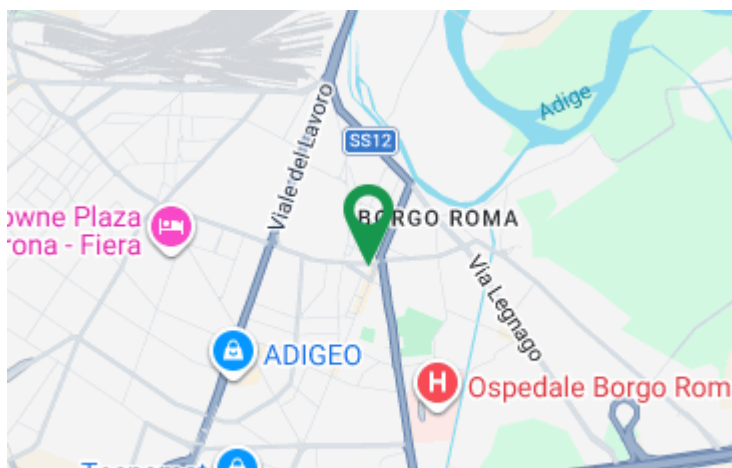 Adige
Viale del Lavoro
SS12
owne Plaza
rona - Fiera
BORGO ROMA
Via Legnago
ADIGEO
H
Ospedale Borgo Rom